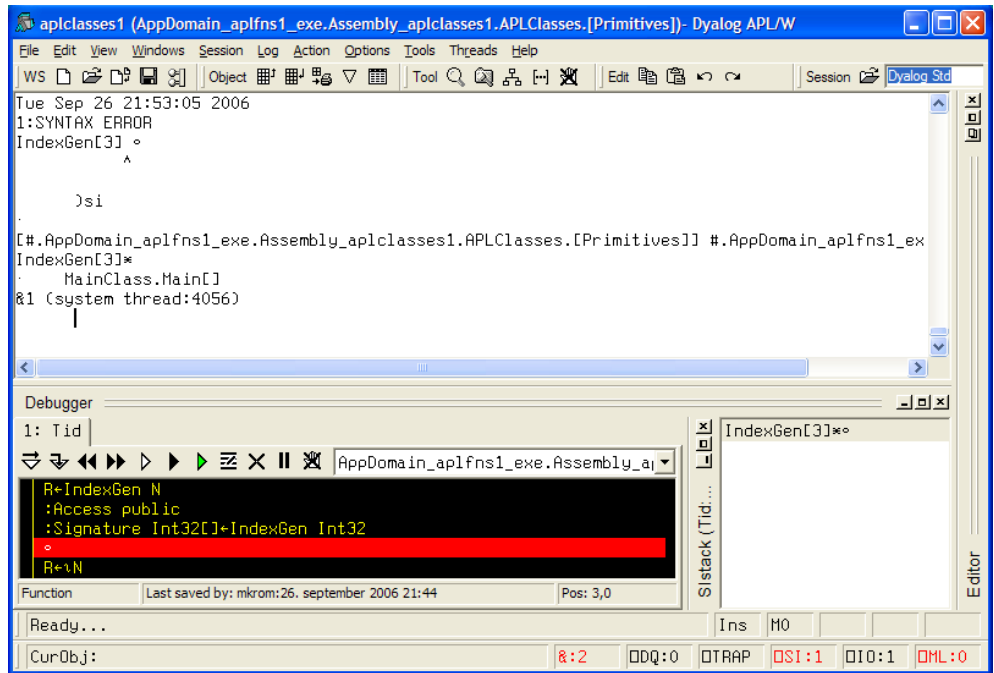 aplclasses1 (AppDomain_aplfns1_exe.Assembly_aplclasses1.APLClasses.[Primitives])- Dyalog APL/W
File Edit View Windows Session Log Action Options Tools Threads Help
WS Object Tool Edit Session Dyalog Std
Tue Sep 26 21:53:05 2006
1:SYNTAX ERROR
IndexGen[3] ∘
∧
)si
·
[#.AppDomain_aplfns1_exe.Assembly_aplclasses1.APLClasses.[Primitives]] #.AppDomain_aplfns1_ex
IndexGen[3]*
· MainClass.Main[]
&1 (system thread:4056)
Debugger
1: Tid
AppDomain_aplfns1_exe.Assembly_a
R←IndexGen N
:Access public
:Signature Int32[]←IndexGen Int32
∘
R←⍳N
Function Last saved by: mkrom:26. september 2006 21:44 Pos: 3,0
SIstack (Tid:...
IndexGen[3]*∘
Editor
Ready... Ins MO
CurObj: &:2 ⎕DQ:0 ⎕TRAP ⎕SI:1 ⎕IO:1 ⎕ML:0